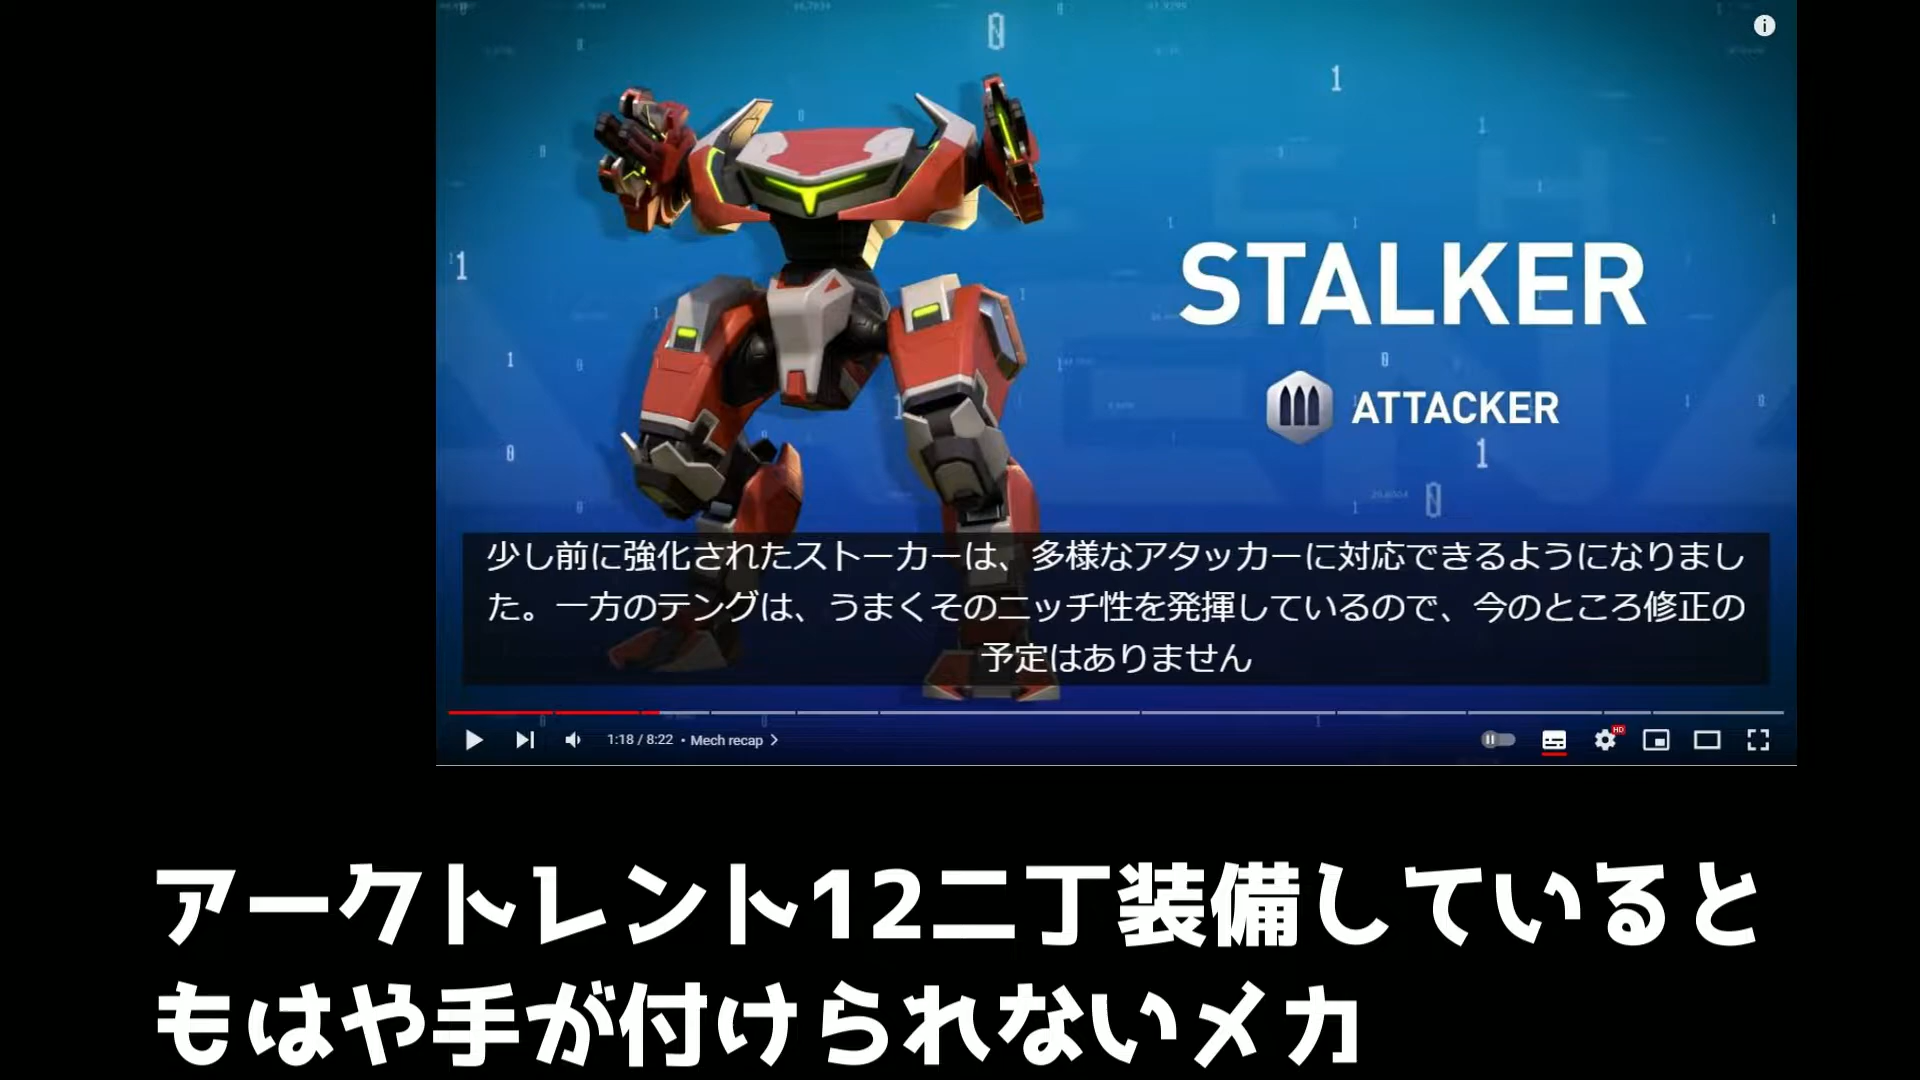 STALKER
ATTACKER
少し前に強化されたストーカーは、多様なアタッカーに対応できるようになりまし
た。一方のテングは、うまくそのニッチ性を発揮しているので、今のところ修正の
予定はありません
1:18 / 8:22 • Mech recap
HD
アークトレント12二丁装備していると
もはや手が付けられないメカ